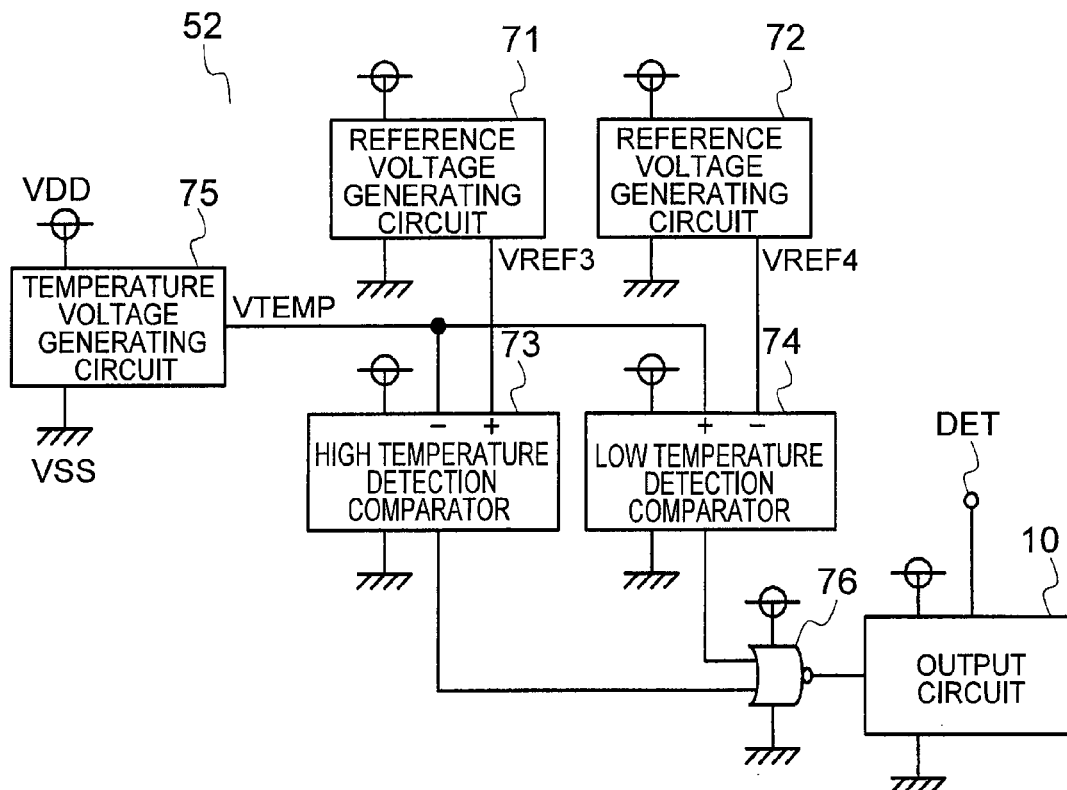 52
71
72
REFERENCE
VOLTAGE
GENERATING
CIRCUIT
REFERENCE
VOLTAGE
GENERATING
CIRCUIT
VDD
75
VREF3
VREF4
TEMPERATURE
VOLTAGE
GENERATING
CIRCUIT
VTEMP
VSS
73
74
− +
+ −
HIGH TEMPERATURE
DETECTION
COMPARATOR
LOW TEMPERATURE
DETECTION
COMPARATOR
DET
10
76
OUTPUT
CIRCUIT